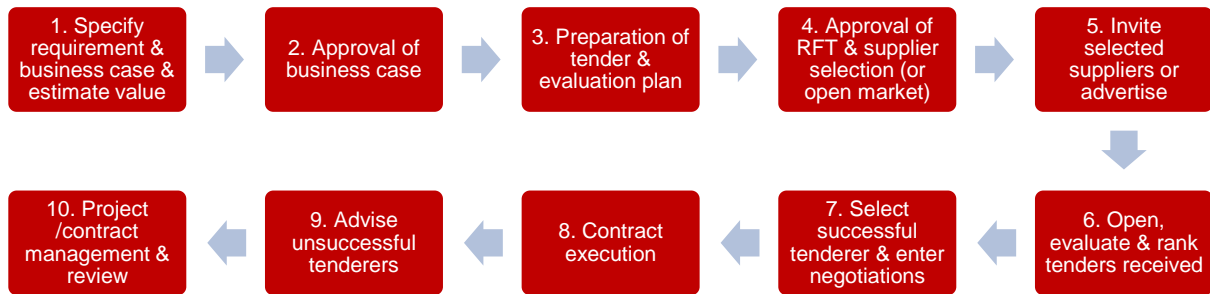 1. Specify
requirement &
business case &
estimate value
2. Approval of
business case
3. Preparation of
tender &
evaluation plan
4. Approval of
RFT & supplier
selection (or
open market)
5. Invite
selected
suppliers or
advertise
6. Open,
evaluate & rank
tenders received
7. Select
successful
tenderer & enter
negotiations
8. Contract
execution
9. Advise
unsuccessful
tenderers
10. Project
/contract
management &
review